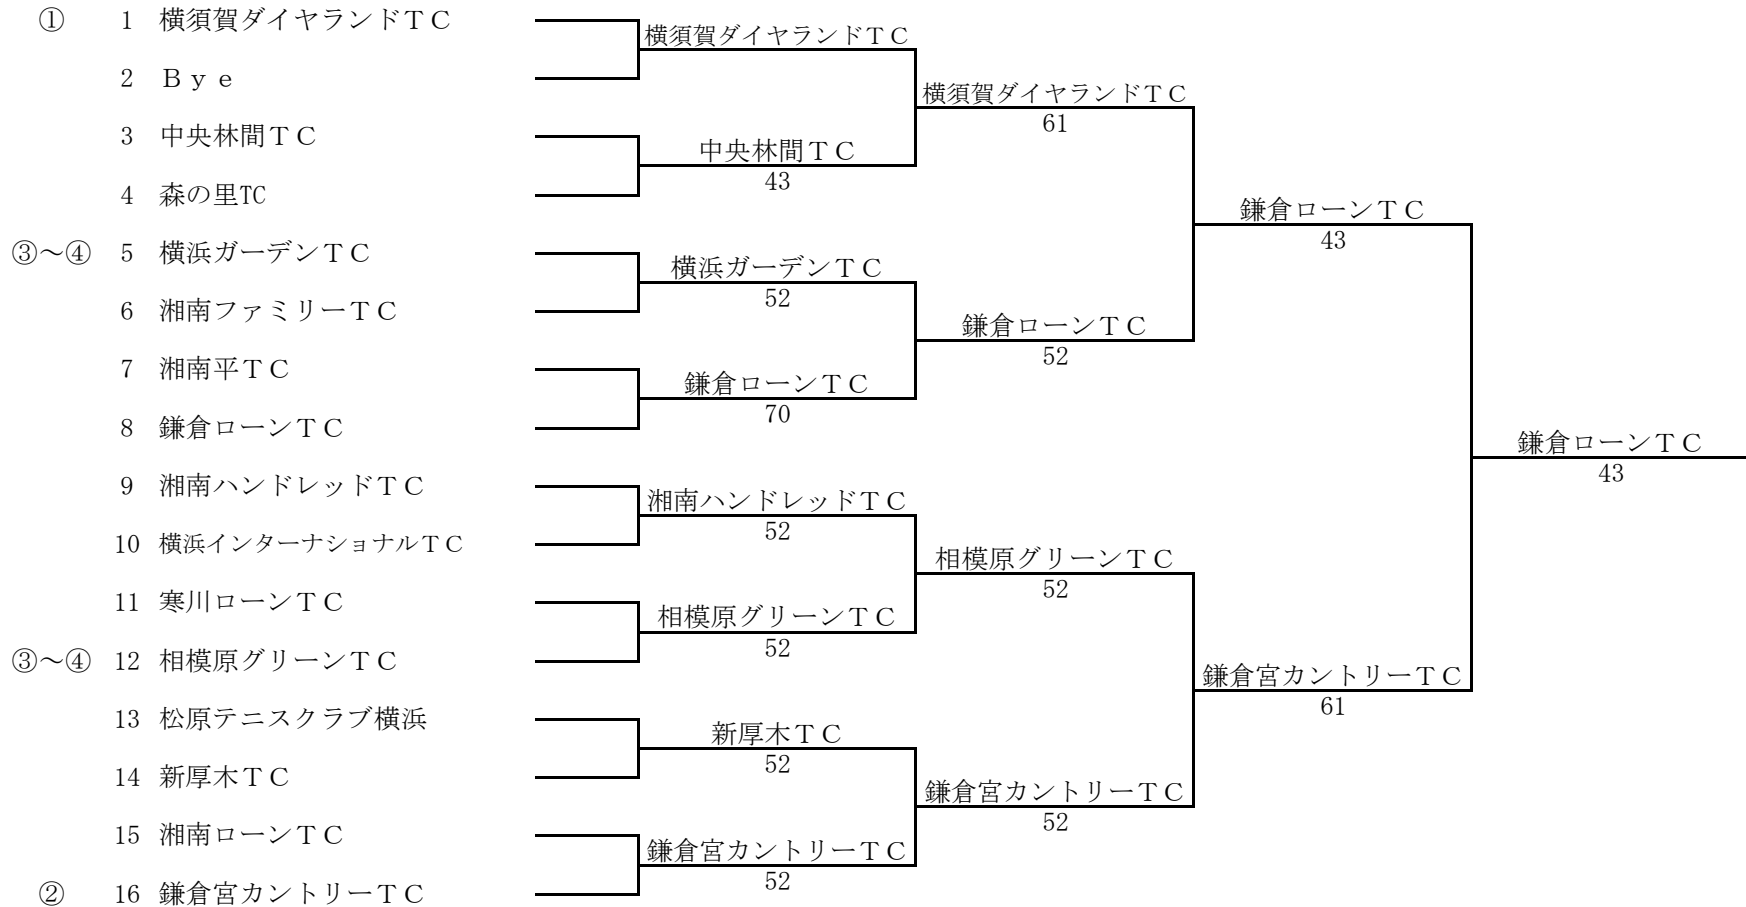 ① 1 横須賀ダイヤランドＴＣ
横須賀ダイヤランドＴＣ
2 Ｂｙｅ
横須賀ダイヤランドＴＣ
61
3 中央林間ＴＣ
中央林間ＴＣ
43
4 森の里TC
鎌倉ローンＴＣ
43
③～④ 5 横浜ガーデンＴＣ
横浜ガーデンＴＣ
52
6 湘南ファミリーＴＣ
鎌倉ローンＴＣ
52
7 湘南平ＴＣ
鎌倉ローンＴＣ
70
8 鎌倉ローンＴＣ
鎌倉ローンＴＣ
43
9 湘南ハンドレッドＴＣ
湘南ハンドレッドＴＣ
52
10 横浜インターナショナルＴＣ
相模原グリーンＴＣ
52
11 寒川ローンＴＣ
相模原グリーンＴＣ
52
③～④ 12 相模原グリーンＴＣ
鎌倉宮カントリーＴＣ
61
13 松原テニスクラブ横浜
新厚木ＴＣ
52
14 新厚木ＴＣ
鎌倉宮カントリーＴＣ
52
15 湘南ローンＴＣ
鎌倉宮カントリーＴＣ
52
② 16 鎌倉宮カントリーＴＣ